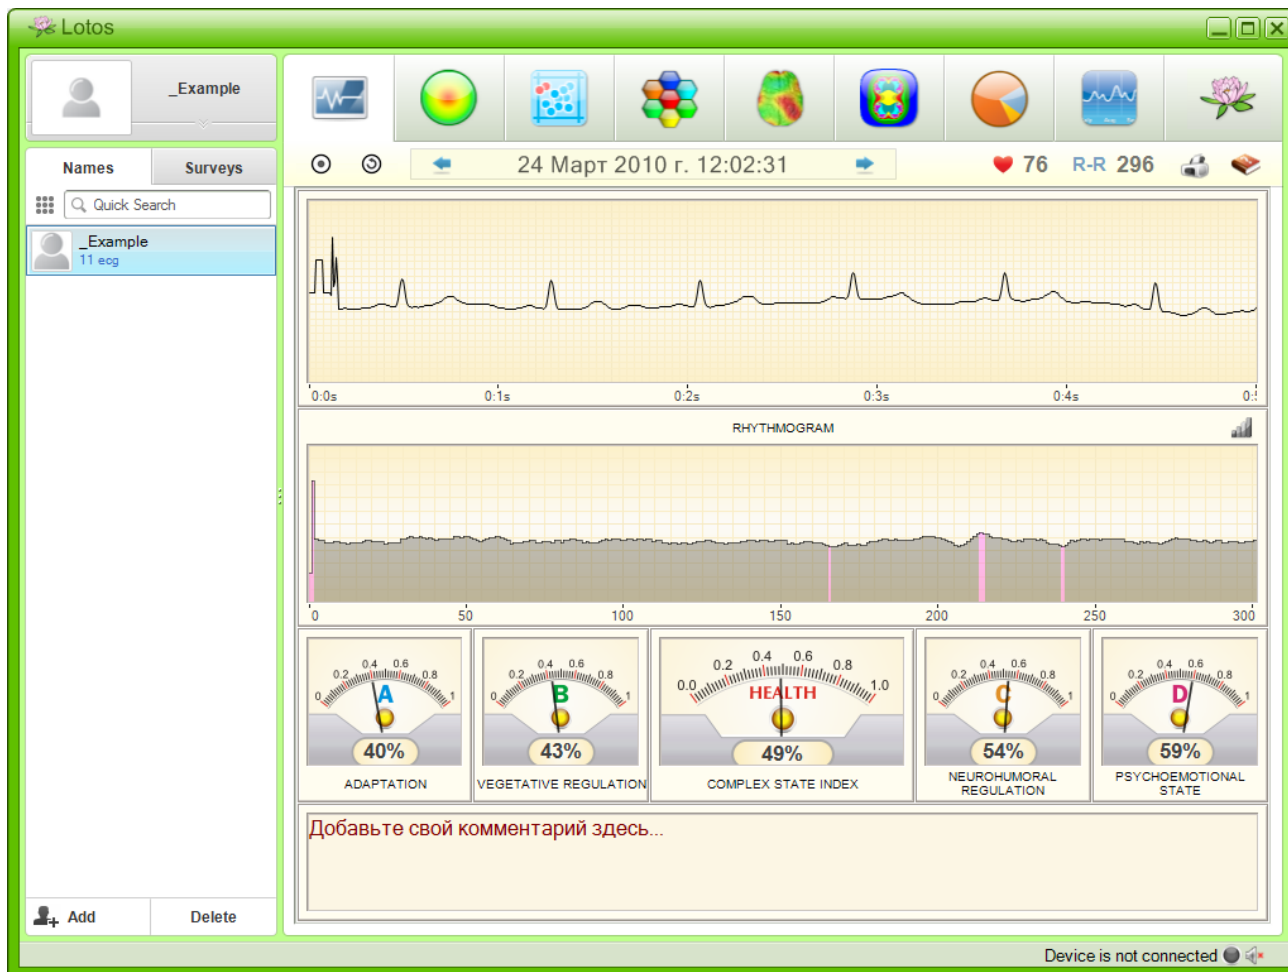 Lotos
_Example
Names Surveys
Quick Search
_Example
11 ecg
Add Delete
24 Март 2010 г. 12:02:31 76 R-R 296
0:0s 0:1s 0:2s 0:3s 0:4s
RHYTHMOGRAM
0 50 100 150 200 250 300
0 0.2 0.4 0.6 0.8 1
A
40%
ADAPTATION
0 0.2 0.4 0.6 0.8 1
B
43%
VEGETATIVE REGULATION
0.0 0.2 0.4 0.6 0.8 1.0
HEALTH
49%
COMPLEX STATE INDEX
0 0.2 0.4 0.6 0.8 1
C
54%
NEUROHUMORAL
REGULATION
0 0.2 0.4 0.6 0.8 1
D
59%
PSYCHOEMOTIONAL
STATE
Добавьте свой комментарий здесь...
Device is not connected